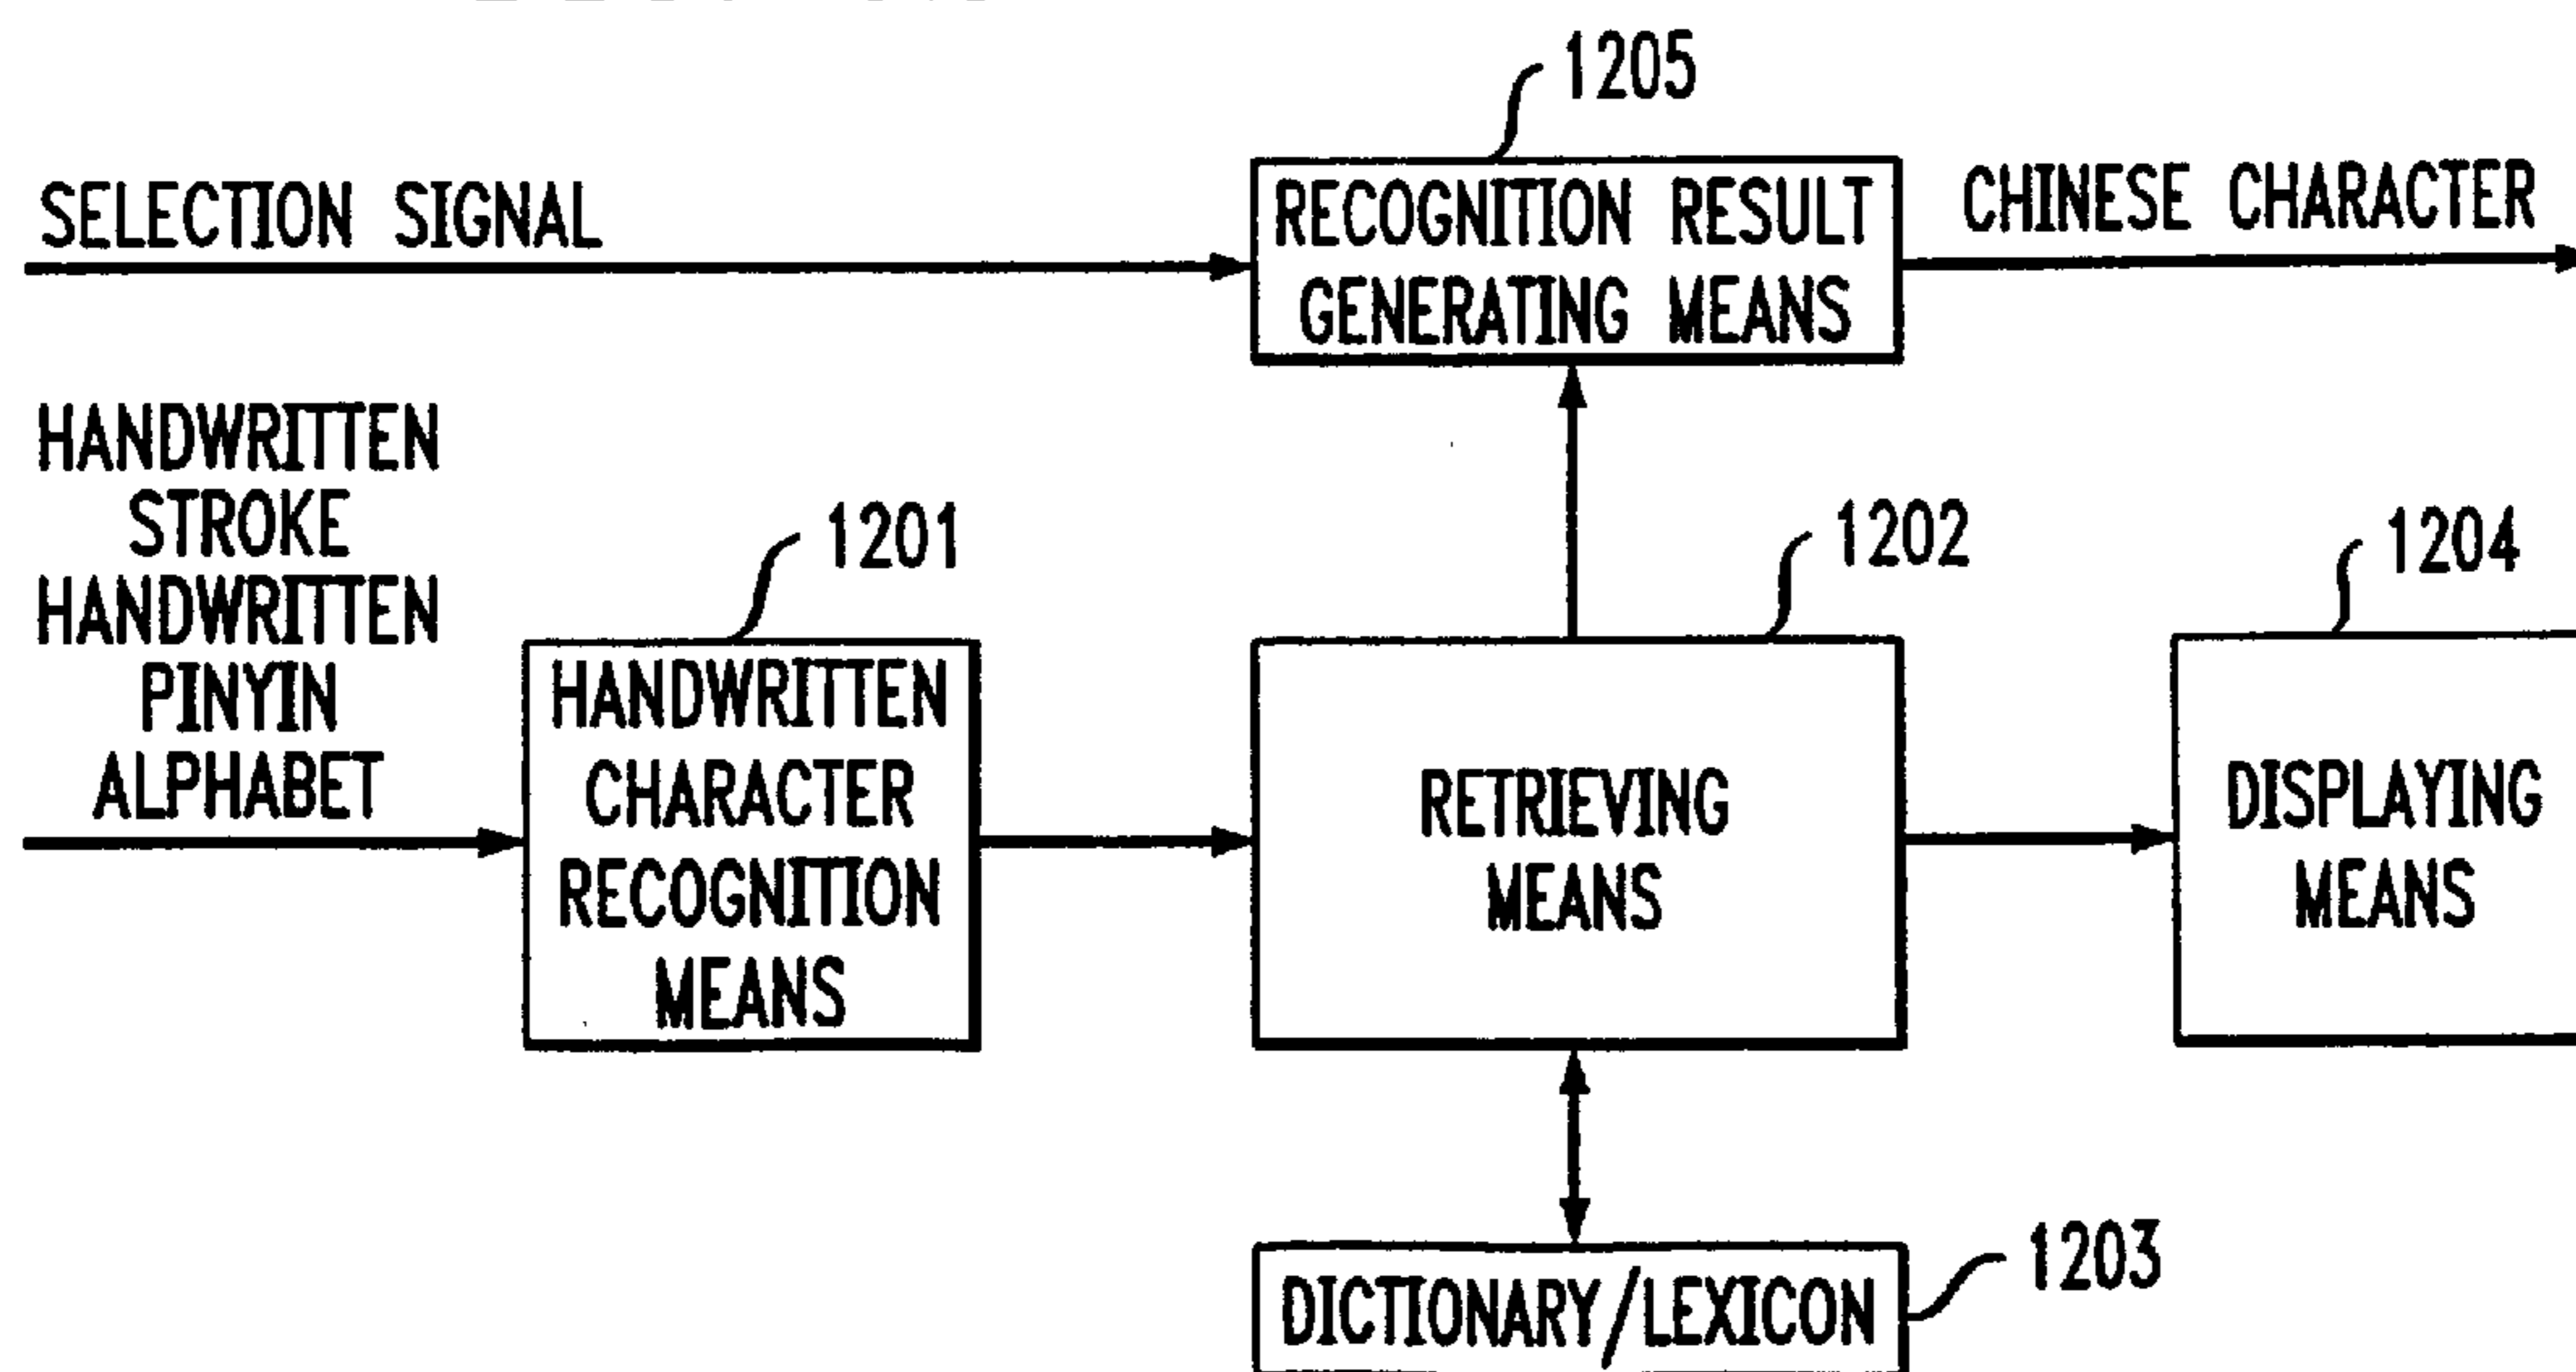 1205
SELECTION SIGNAL
RECOGNITION RESULT
GENERATING MEANS
CHINESE CHARACTER
HANDWRITTEN
STROKE
HANDWRITTEN
PINYIN
ALPHABET
1201
HANDWRITTEN
CHARACTER
RECOGNITION
MEANS
1202
RETRIEVING
MEANS
1204
DISPLAYING
MEANS
1203
DICTIONARY/LEXICON